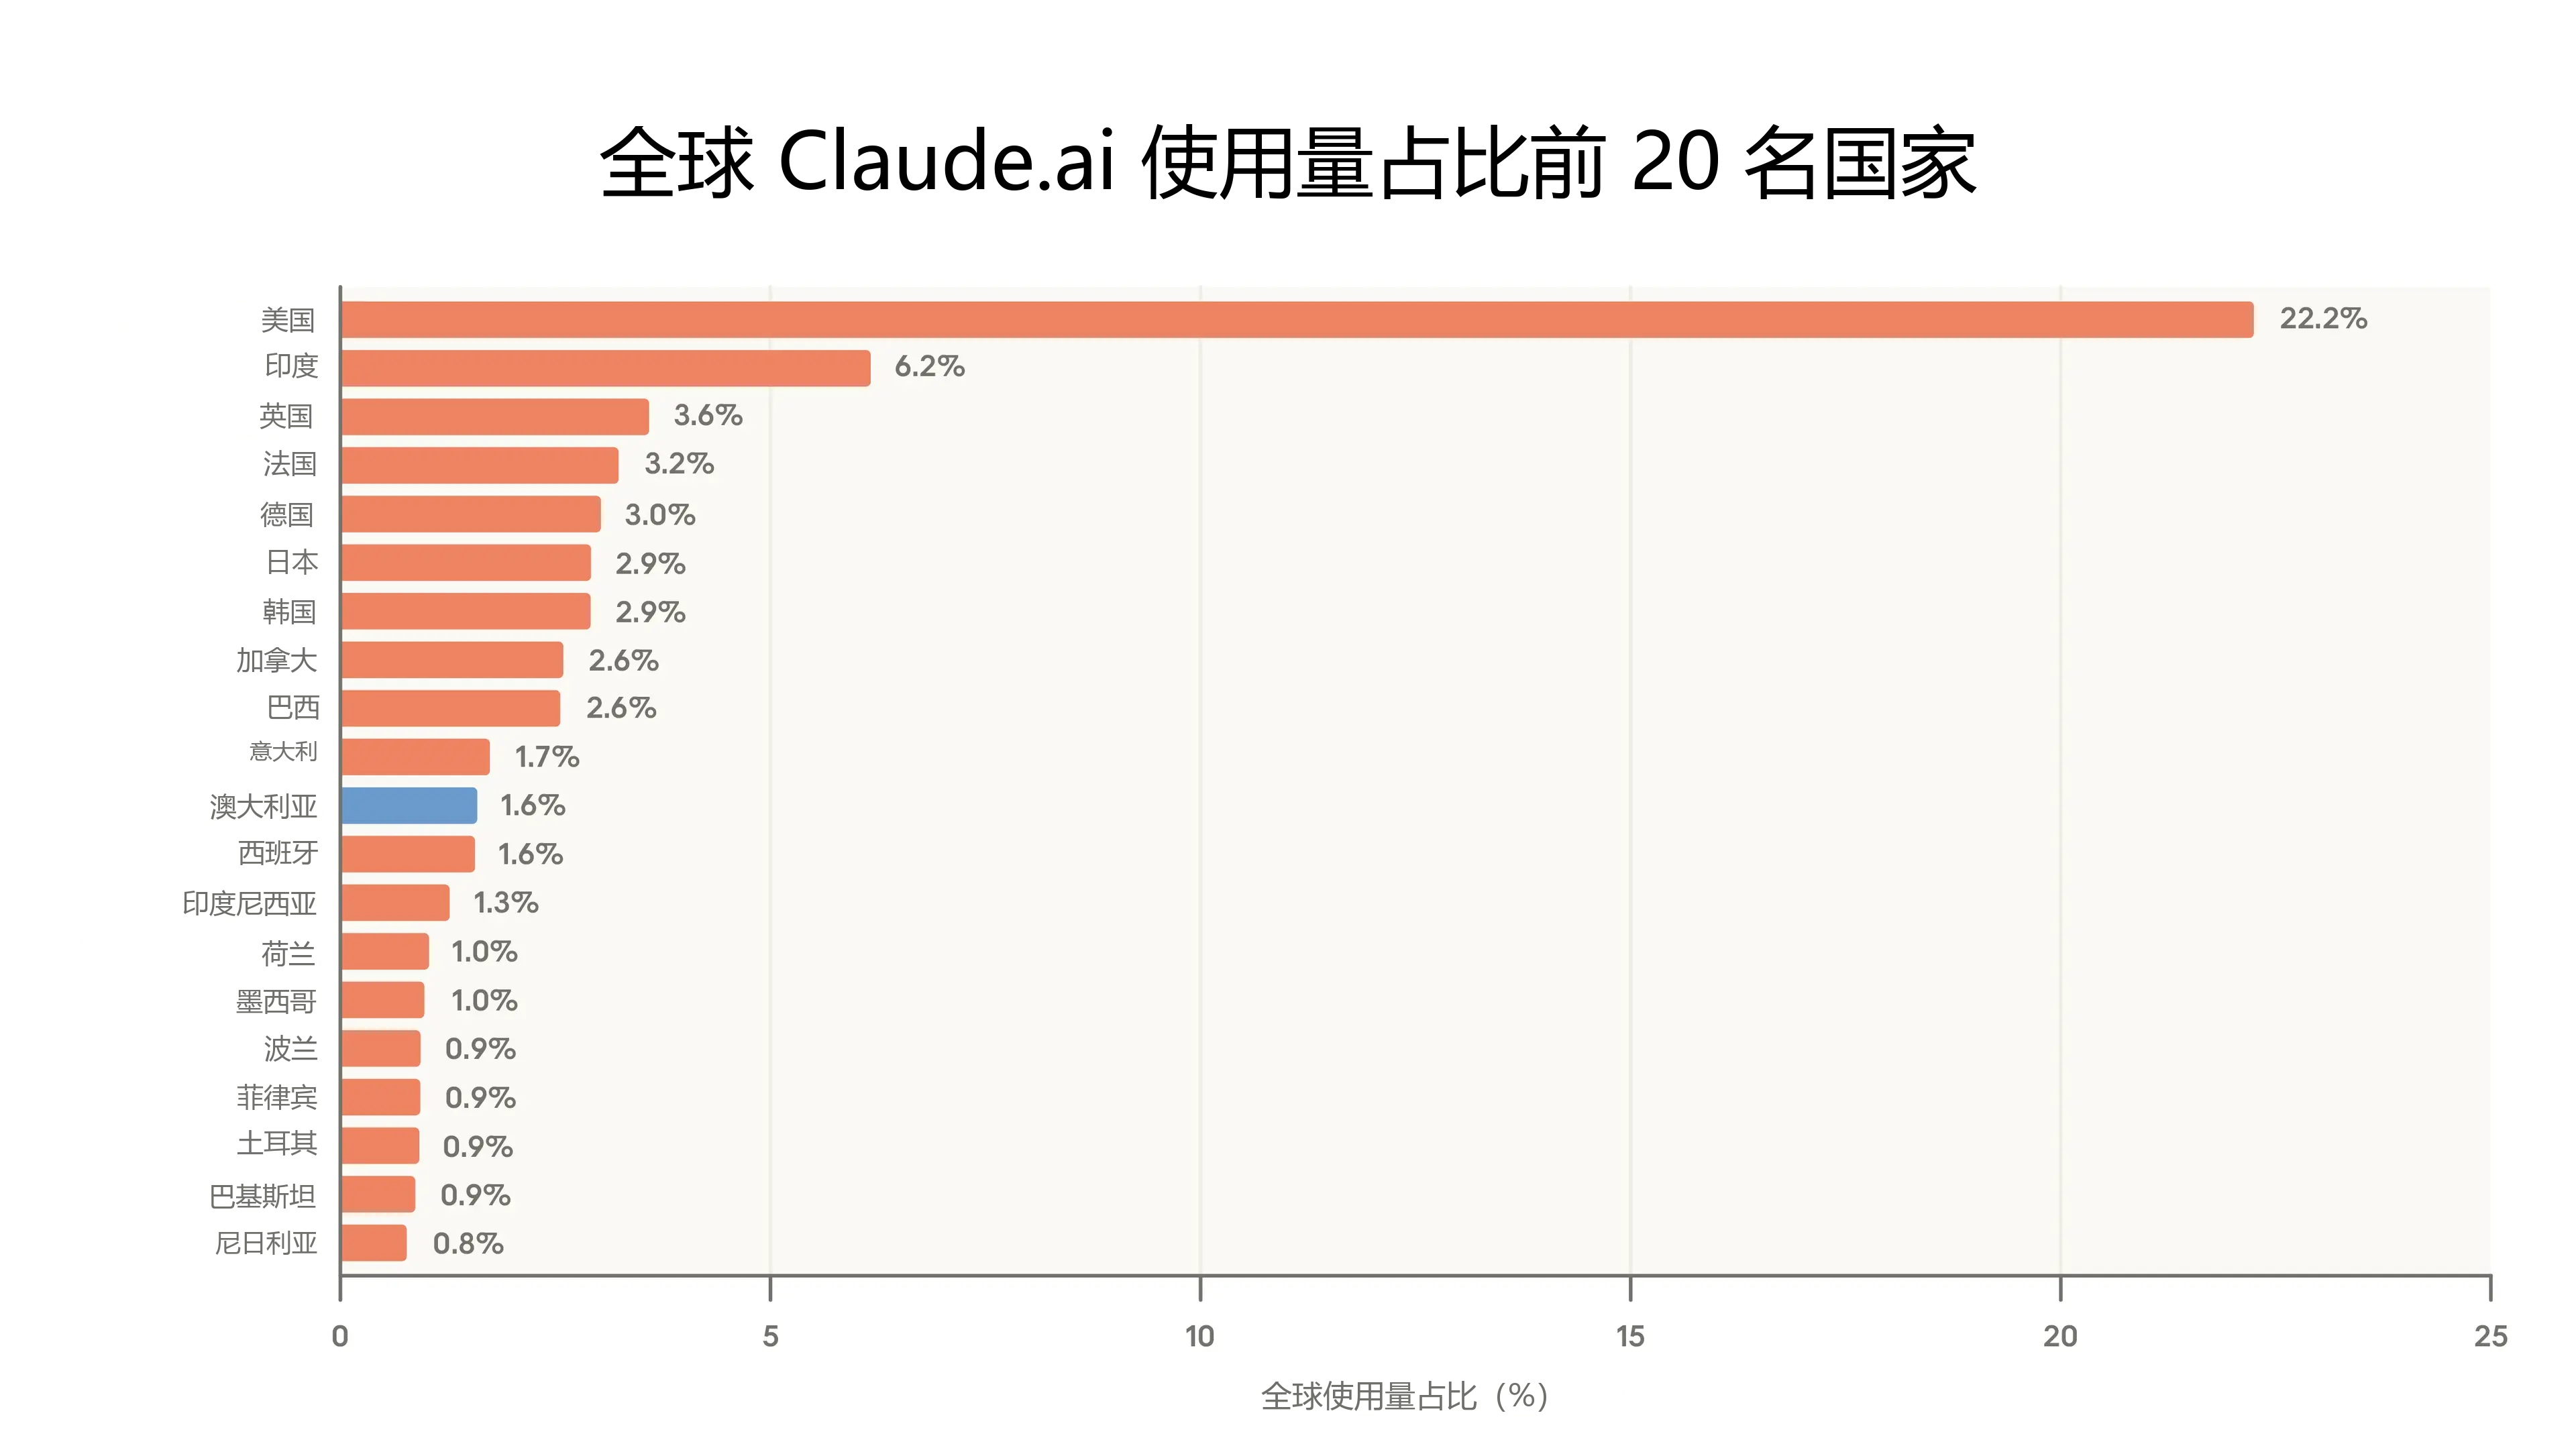 全球 Claude.ai 使用量占比前 20 名国家
美国 22.2%
印度 6.2%
英国 3.6%
法国 3.2%
德国 3.0%
日本 2.9%
韩国 2.9%
加拿大 2.6%
巴西 2.6%
意大利 1.7%
澳大利亚 1.6%
西班牙 1.6%
印度尼西亚 1.3%
荷兰 1.0%
墨西哥 1.0%
波兰 0.9%
菲律宾 0.9%
土耳其 0.9%
巴基斯坦 0.9%
尼日利亚 0.8%
0 5 10 15 20 25
全球使用量占比（%）